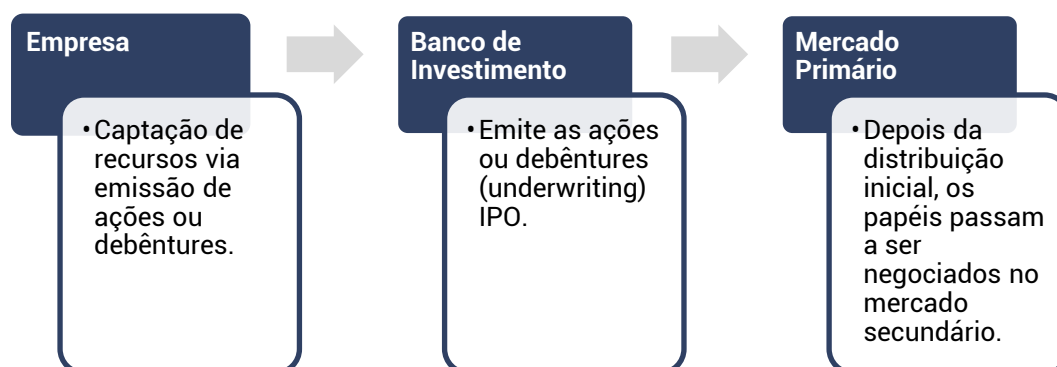 Empresa
•Captação de
recursos via
emissão de
ações ou
debêntures.
Banco de
Investimento
•Emite as ações
ou debêntures
(underwriting)
IPO.
Mercado
Primário
•Depois da
distribuição
inicial, os
papéis passam
a ser
negociados no
mercado
secundário.